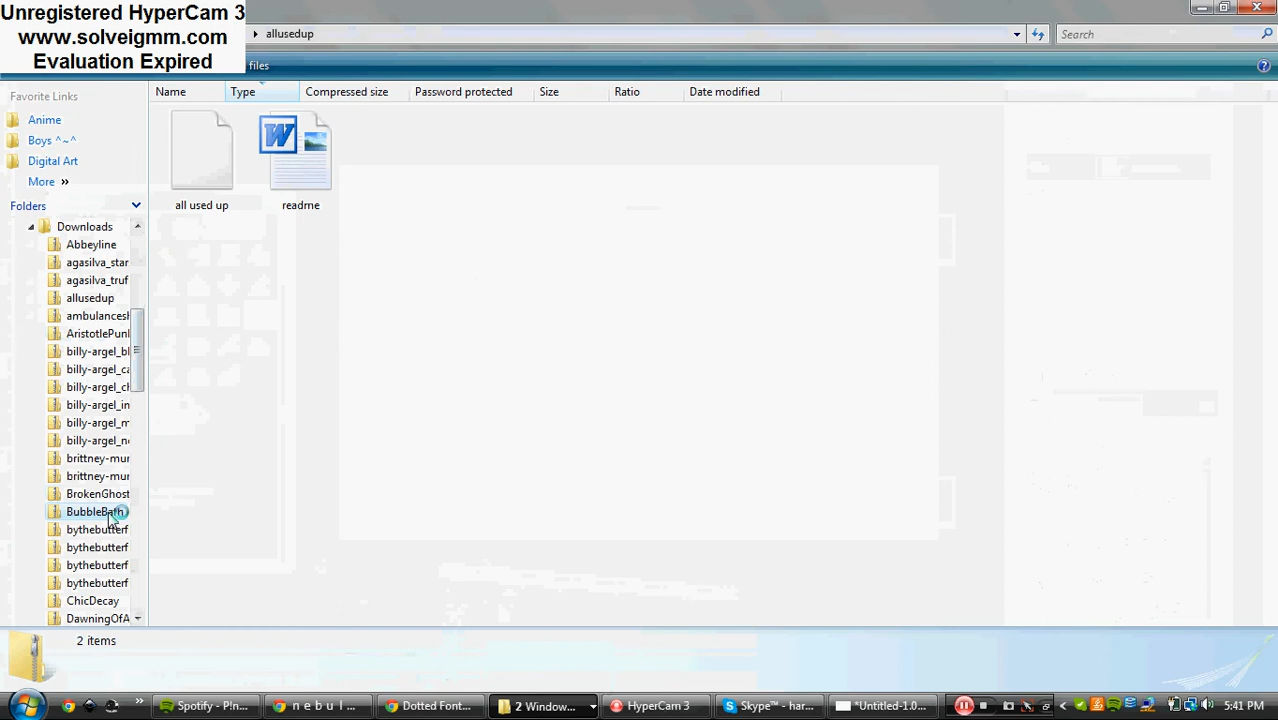 Unregistered HyperCam 3
www.solveigmm.com
Evaluation Expired
allusedup
Search
files
Favorite Links
Name
Type
Compressed size
Password protected
Size
Ratio
Date modified
Anime
Boys ^~^
Digital Art
More »
Folders
all used up
readme
Downloads
Abbeyline
agasilva_star
agasilva_truf
allusedup
ambulancesh
AristotlePunl
billy-argel_bl
billy-argel_ca
billy-argel_ch
billy-argel_in
billy-argel_m
billy-argel_ne
brittney-mur
brittney-mur
BrokenGhost
BubbleBath
bythebutterf
bythebutterf
bythebutterf
bythebutterf
ChicDecay
DawningOfA
2 items
Spotify - P!n...
n e b u l ...
Dotted Font...
2 Window...
HyperCam 3
Skype™ - har...
*Untitled-1.0...
5:41 PM